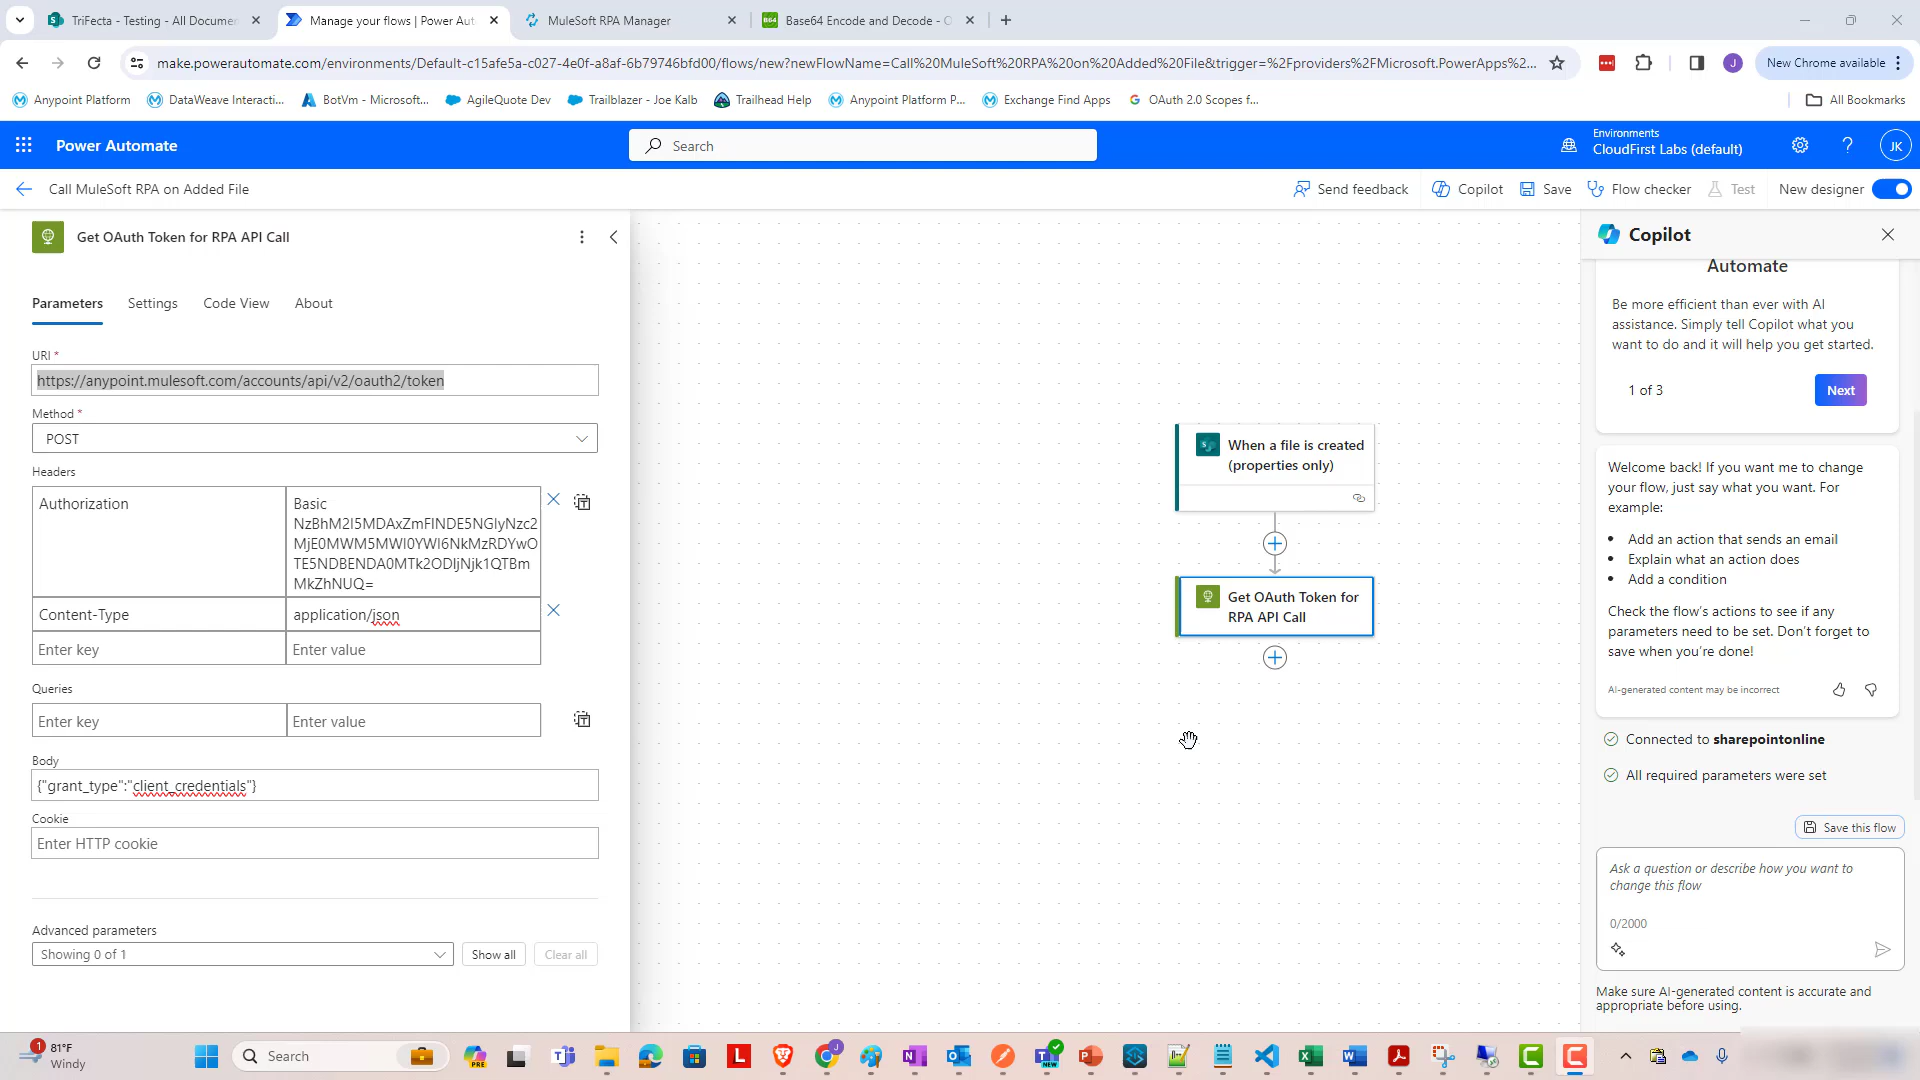 TriFecta - Testing - All Documen
Manage your flows | Power Aut
MuleSoft RPA Manager
Base64 Encode and Decode - O
make.powerautomate.com/environments/Default-c15afe5a-c027-4e0f-a8af-6b79746bfd00/flows/new?newFlowName=Call%20MuleSoft%20RPA%20on%20Added%20File&trigger=%2Fproviders%2FMicrosoft.PowerApps%2...
J
New Chrome available
Anypoint Platform
DataWeave Interacti...
BotVm - Microsoft...
AgileQuote Dev
Trailblazer - Joe Kalb
Trailhead Help
Anypoint Platform P...
Exchange Find Apps
OAuth 2.0 Scopes f...
All Bookmarks
Power Automate
Search
Environments
CloudFirst Labs (default)
JK
Call MuleSoft RPA on Added File
Send feedback
Copilot
Save
Flow checker
Test
New designer
Get OAuth Token for RPA API Call
Parameters
Settings
Code View
About
URI *
https://anypoint.mulesoft.com/accounts/api/v2/oauth2/token
Method *
POST
Headers
Authorization
Basic
NzBhM2I5MDAxZmFlNDE5NGIyNzc2
MjE0MWM5MWI0YWI6NkMzRDYwO
TE5NDBENDA0MTk2ODljNjk1QTBm
MkZhNUQ=
Content-Type
application/json
Enter key
Enter value
Queries
Enter key
Enter value
Body
{"grant_type":"client_credentials"}
Cookie
Enter HTTP cookie
Advanced parameters
Showing 0 of 1
Show all
Clear all
When a file is created
(properties only)
Get OAuth Token for
RPA API Call
Copilot
Automate
Be more efficient than ever with AI
assistance. Simply tell Copilot what you
want to do and it will help you get started.
1 of 3
Next
Welcome back! If you want me to change
your flow, just say what you want. For
example:
• Add an action that sends an email
• Explain what an action does
• Add a condition
Check the flow's actions to see if any
parameters need to be set. Don't forget to
save when you're done!
AI-generated content may be incorrect
Connected to sharepointonline
All required parameters were set
Save this flow
Ask a question or describe how you want to
change this flow
0/2000
Make sure AI-generated content is accurate and
appropriate before using.
1
81°F
Windy
Search